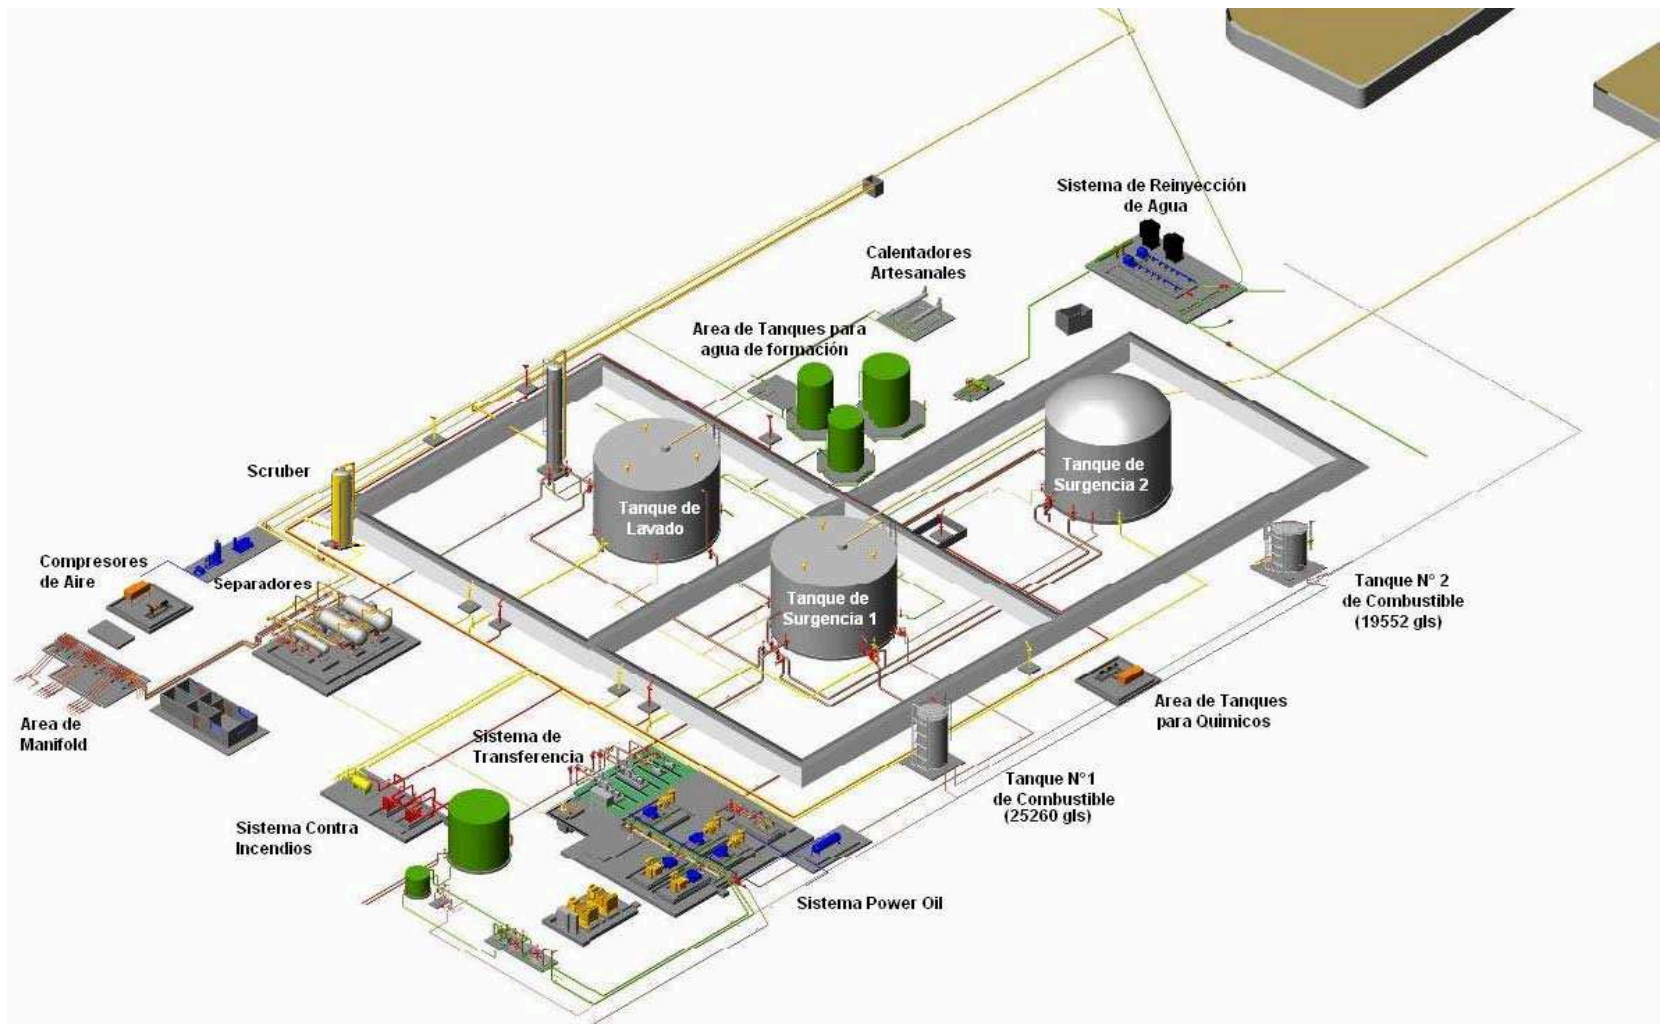 Sistema de Reinyección
de Agua
Calentadores
Artesanales
Area de Tanques para
agua de formación
Scruber
Tanque de
Surgencia 2
Tanque de
Lavado
Compresores
de Aire
Separadores
Tanque de
Surgencia 1
Tanque N° 2
de Combustible
(19552 gls)
Area de
Manifold
Area de Tanques
para Quimicos
Sistema de
Transferencia
Tanque N°1
de Combustible
(25260 gls)
Sistema Contra
Incendios
Sistema Power Oil